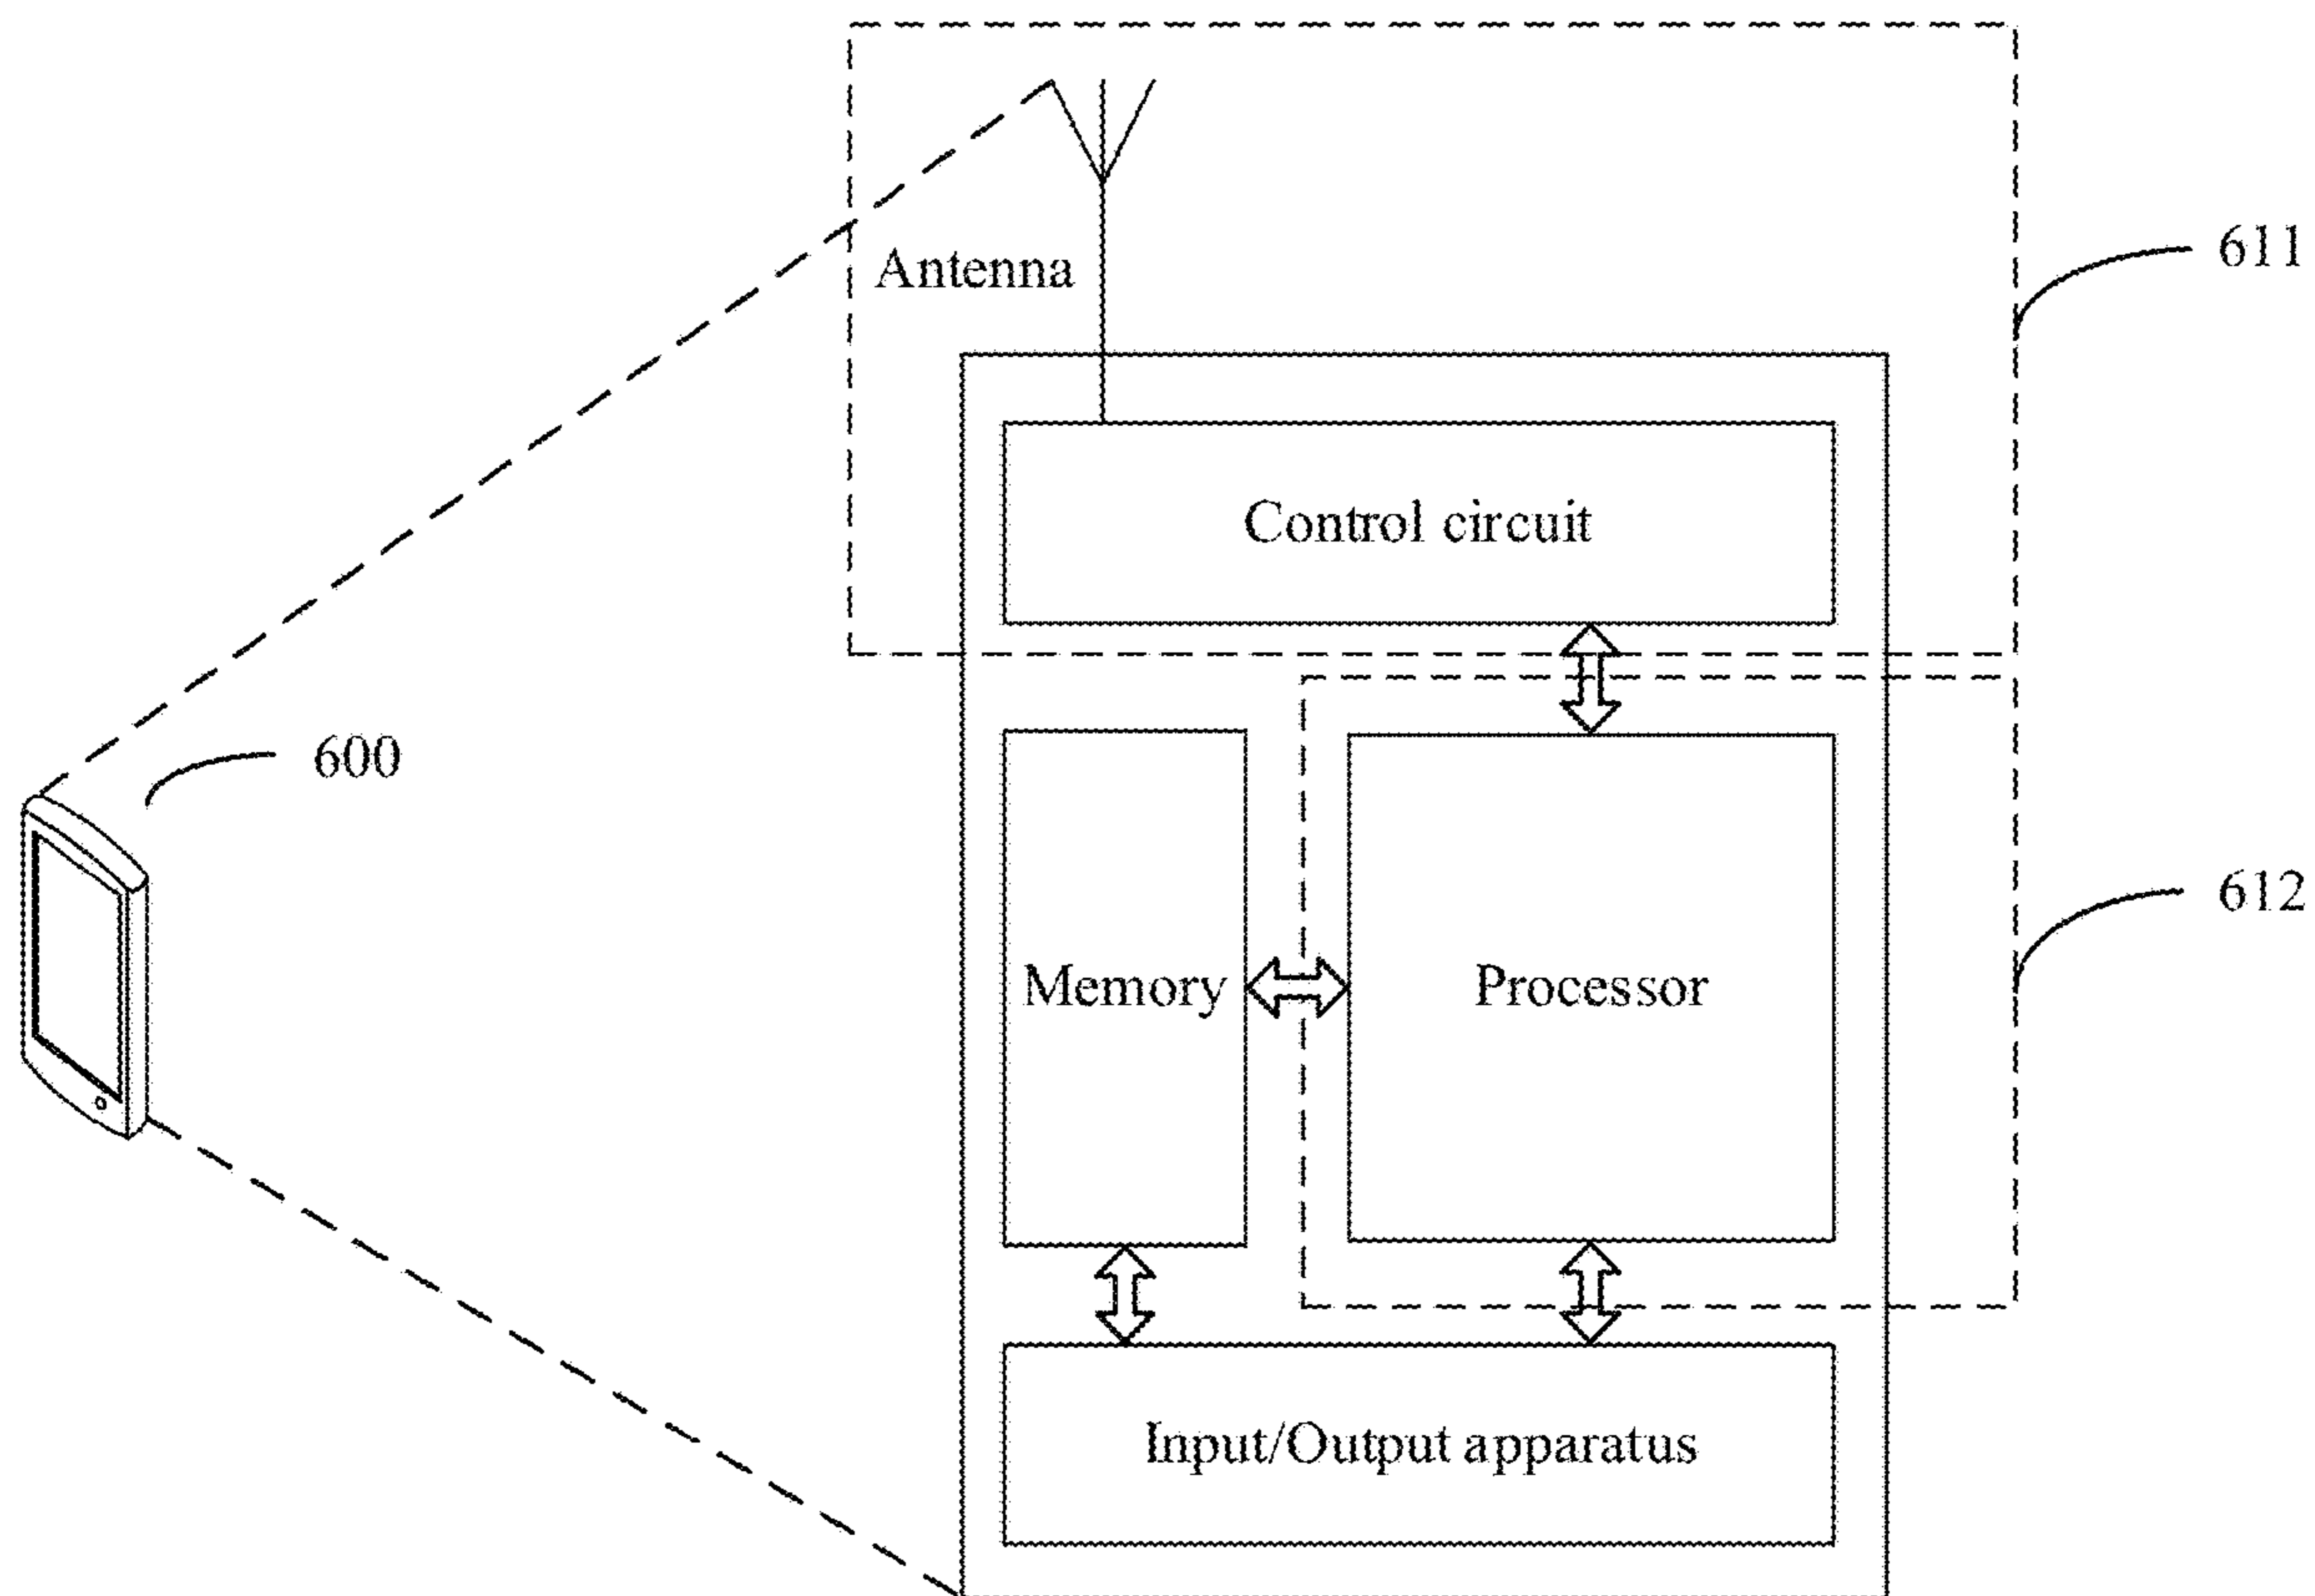 611
Antenna
Control circuit
600
612
Memory
Processor
Input/Output apparatus